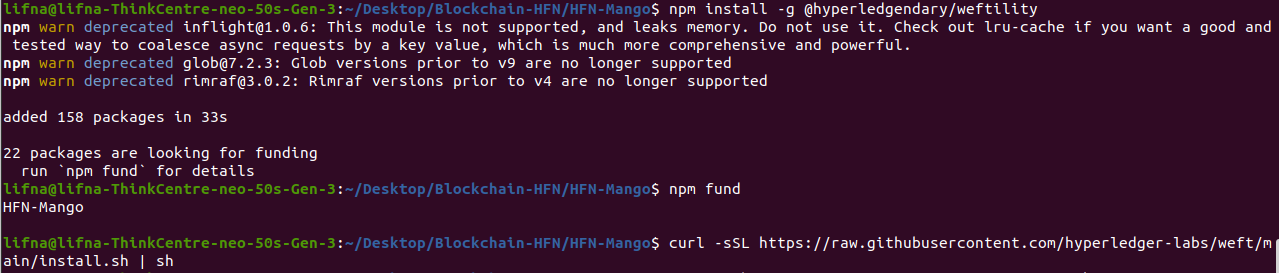 lifna@lifna-ThinkCentre-neo-50s-Gen-3:~/Desktop/Blockchain-HFN/HFN-Mango$ npm install -g @hyperledgendary/weftility
npm warn deprecated inflight@1.0.6: This module is not supported, and leaks memory. Do not use it. Check out lru-cache if you want a good and
 tested way to coalesce async requests by a key value, which is much more comprehensive and powerful.
npm warn deprecated glob@7.2.3: Glob versions prior to v9 are no longer supported
npm warn deprecated rimraf@3.0.2: Rimraf versions prior to v4 are no longer supported
added 158 packages in 33s
22 packages are looking for funding
  run `npm fund` for details
lifna@lifna-ThinkCentre-neo-50s-Gen-3:~/Desktop/Blockchain-HFN/HFN-Mango$ npm fund
HFN-Mango
lifna@lifna-ThinkCentre-neo-50s-Gen-3:~/Desktop/Blockchain-HFN/HFN-Mango$ curl -sSL https://raw.githubusercontent.com/hyperledger-labs/weft/m
ain/install.sh | sh